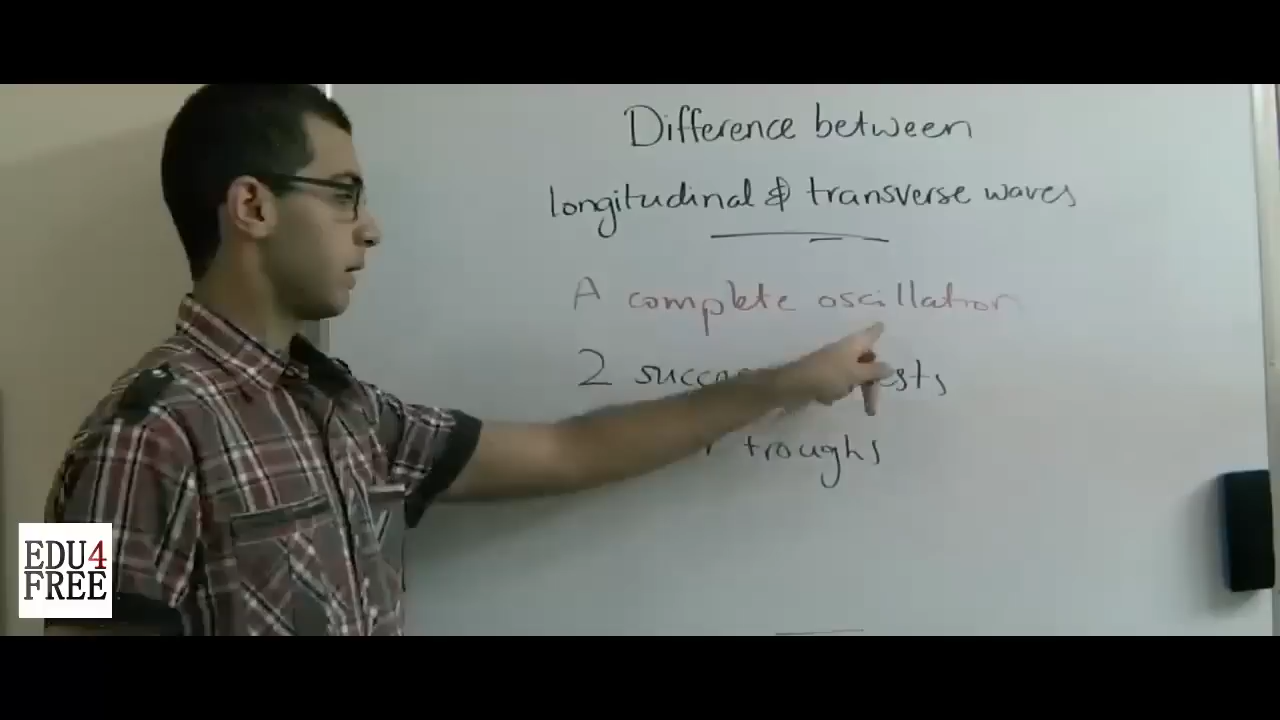 Difference between
longitudinal & transverse waves
A complete oscillation
2
troughs
EDU4
FREE